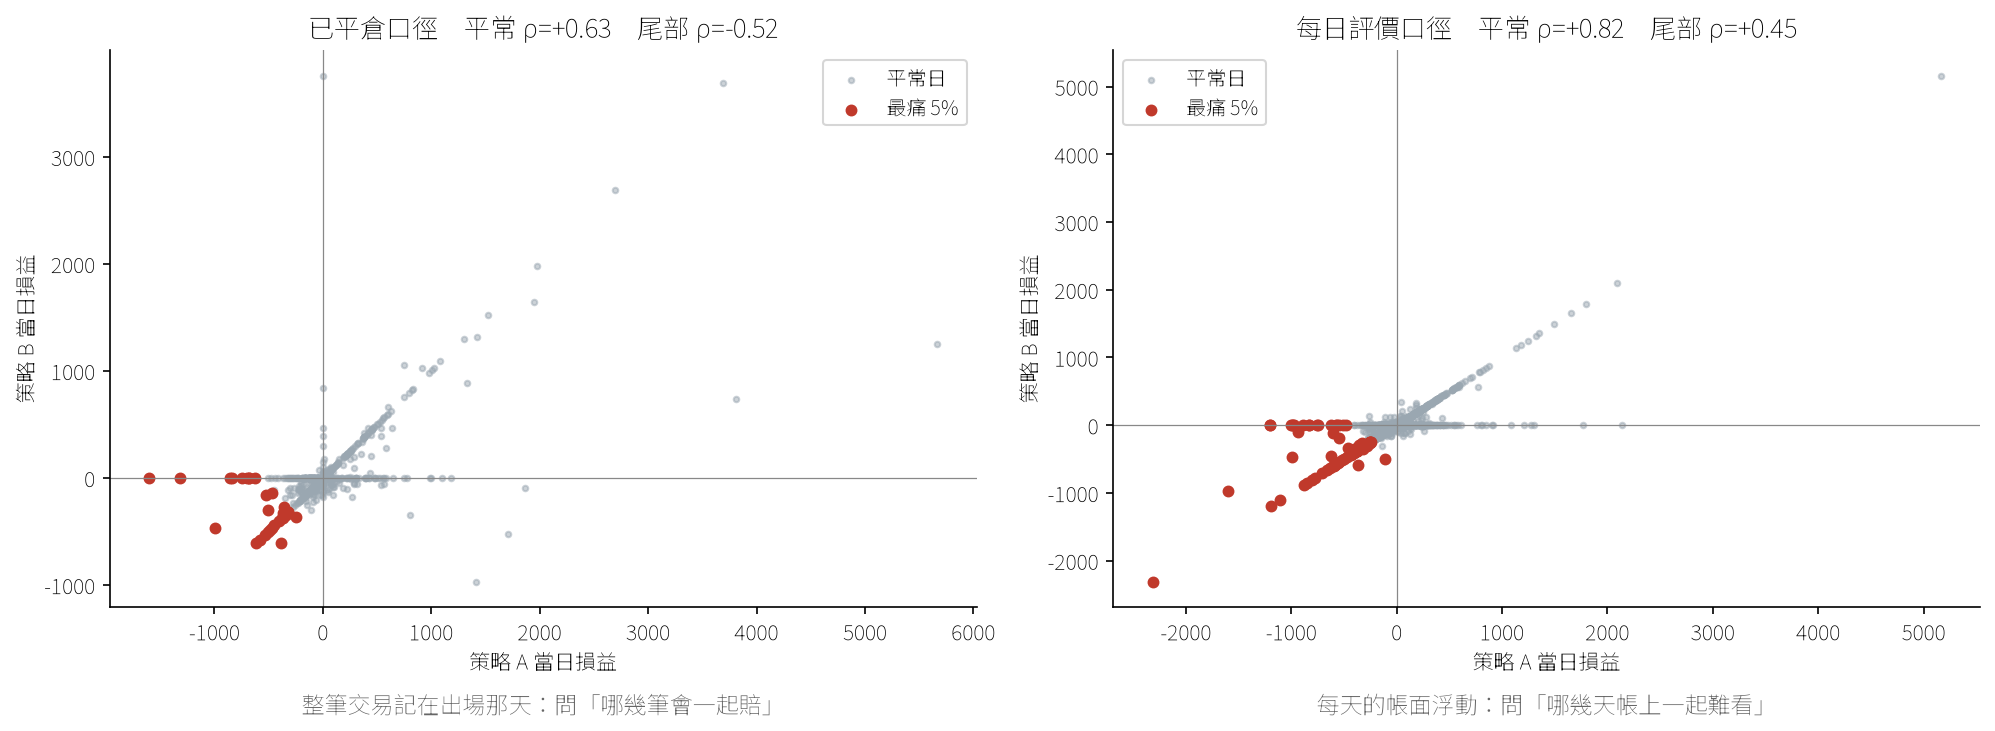 已平倉口徑　平常 ρ=+0.63　尾部 ρ=-0.52
平常日
最痛 5%
3000
2000
1000
0
-1000
策略 B 當日損益
-1000
0
1000
2000
3000
4000
5000
6000
策略 A 當日損益
整筆交易記在出場那天：問「哪幾筆會一起賠」
每日評價口徑　平常 ρ=+0.82　尾部 ρ=+0.45
平常日
最痛 5%
5000
4000
3000
2000
1000
0
-1000
-2000
策略 B 當日損益
-2000
-1000
0
1000
2000
3000
4000
5000
策略 A 當日損益
每天的帳面浮動：問「哪幾天帳上一起難看」